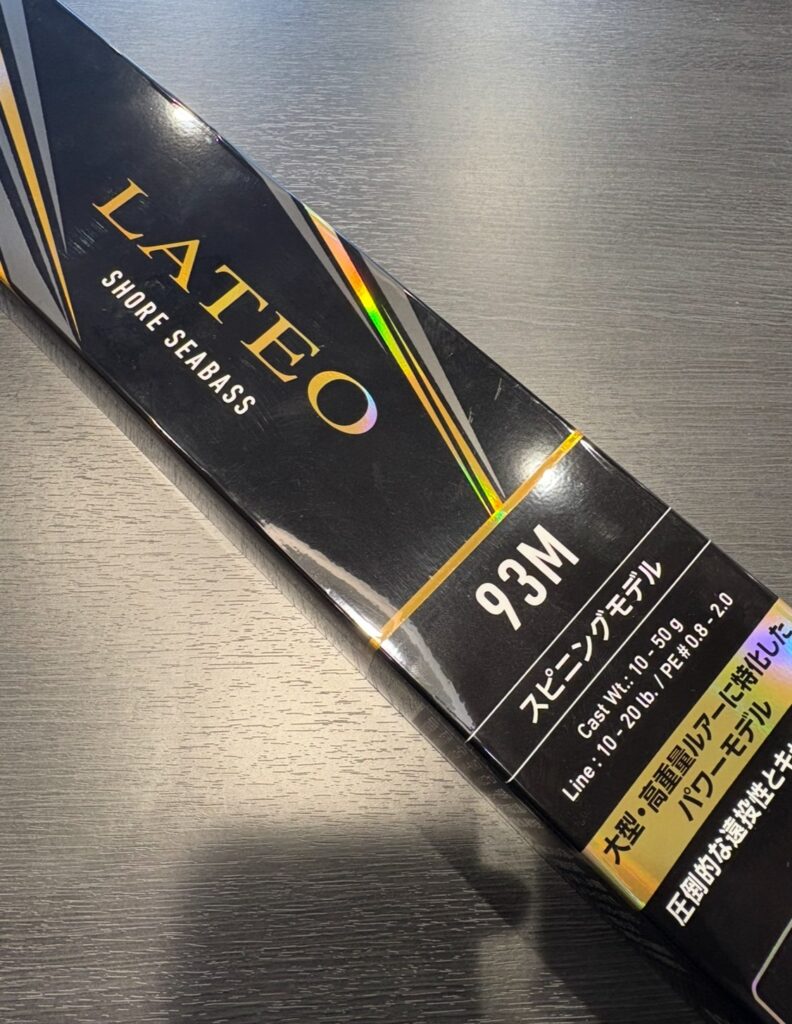 LATEO
SHORE SEABASS
93M
スピニングモデル
Cast Wt.: 10 - 50 g
Line : 10 - 20 lb. / PE # 0.8 - 2.0
大型・高重量ルアーに特化した
パワーモデル
圧倒的な遠投性とキャ